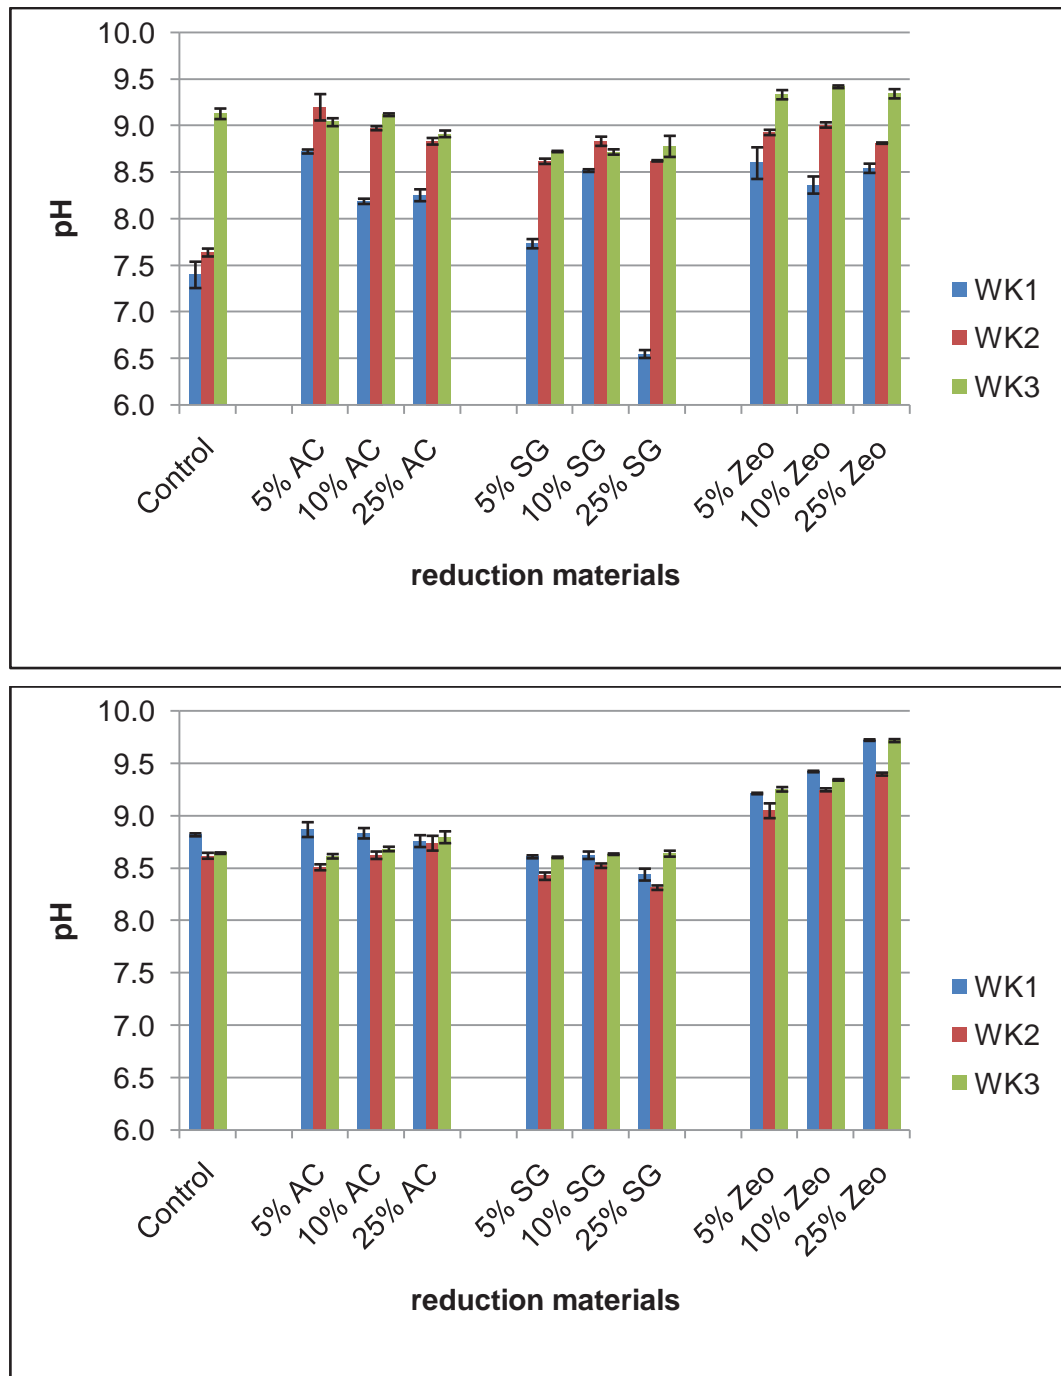 10.0
9.5
9.0
8.5
8.0
7.5
7.0
6.5
6.0
pH
Control
5% AC
10% AC
25% AC
5% SG
10% SG
25% SG
5% Zeo
10% Zeo
25% Zeo
reduction materials
WK1
WK2
WK3
10.0
9.5
9.0
8.5
8.0
7.5
7.0
6.5
6.0
pH
Control
5% AC
10% AC
25% AC
5% SG
10% SG
25% SG
5% Zeo
10% Zeo
25% Zeo
reduction materials
WK1
WK2
WK3